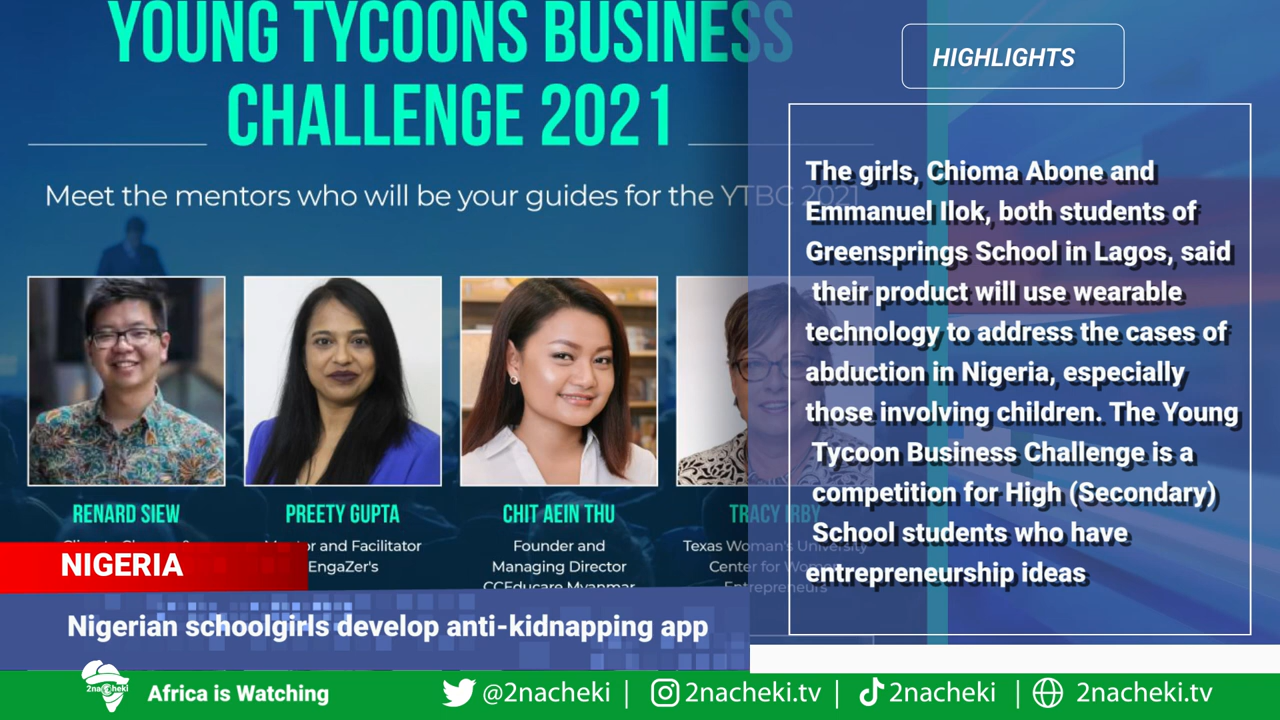 YOUNG TYCOONS BUSINESS
CHALLENGE 2021
Meet the mentors who will be your guides for the YTBC 2021
RENARD SIEW
PREETY GUPTA
Mentor and Facilitator
EngaZer's
CHIT AEIN THU
Founder and
Managing Director
CCEducare Myanmar
TRACY IRBY
Texas Woman's University
Center for Women
Entrepreneurs
HIGHLIGHTS
The girls, Chioma Abone and
Emmanuel Ilok, both students of
Greensprings School in Lagos, said
their product will use wearable
technology to address the cases of
abduction in Nigeria, especially
those involving children. The Young
Tycoon Business Challenge is a
competition for High (Secondary)
School students who have
entrepreneurship ideas
NIGERIA
Nigerian schoolgirls develop anti-kidnapping app
2nacheki
Africa is Watching
@2nacheki | 2nacheki.tv | 2nacheki | 2nacheki.tv